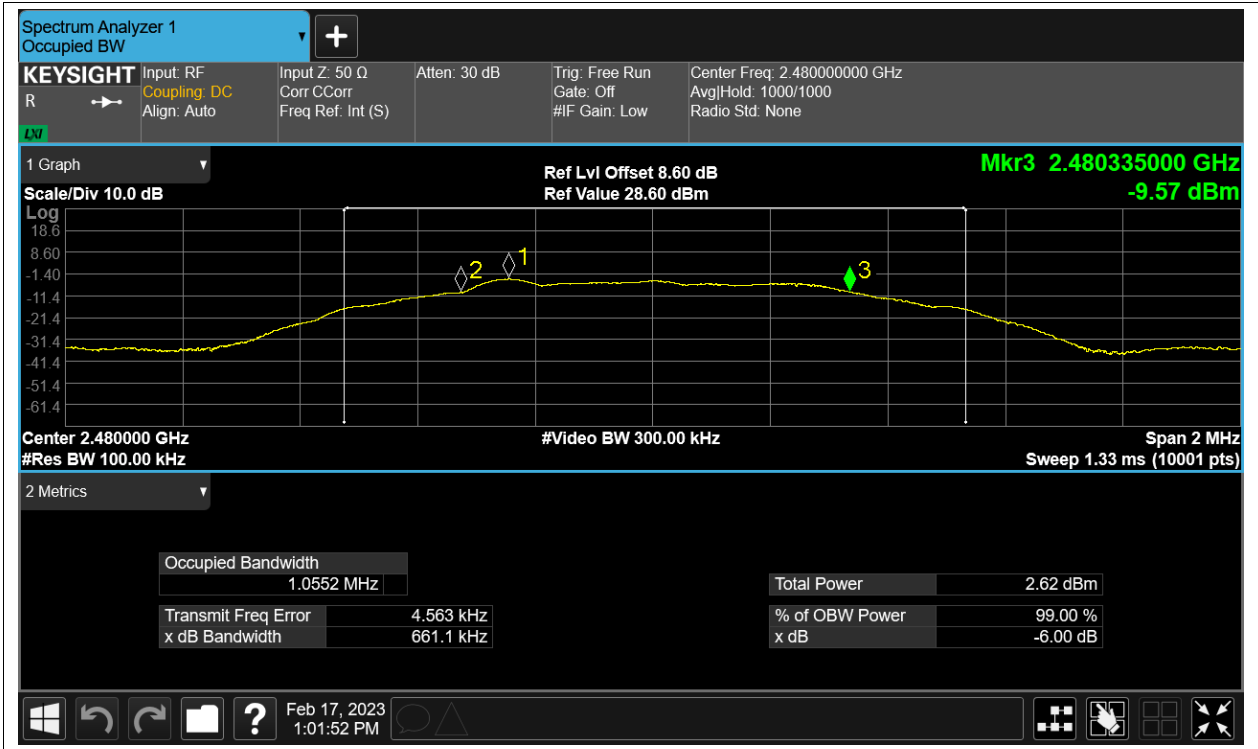 Spectrum Analyzer 1
Occupied BW
KEYSIGHT
R
LXI
Input: RF
Coupling: DC
Align: Auto
Input Z: 50 Ω
Corr CCorr
Freq Ref: Int (S)
Atten: 30 dB
Trig: Free Run
Gate: Off
#IF Gain: Low
Center Freq: 2.480000000 GHz
Avg|Hold: 1000/1000
Radio Std: None
1 Graph
Scale/Div 10.0 dB
Ref Lvl Offset 8.60 dB
Ref Value 28.60 dBm
Mkr3 2.480335000 GHz
-9.57 dBm
Log
18.6
8.60
-1.40
-11.4
-21.4
-31.4
-41.4
-51.4
-61.4
2
1
3
Center 2.480000 GHz
#Res BW 100.00 kHz
#Video BW 300.00 kHz
Span 2 MHz
Sweep 1.33 ms (10001 pts)
2 Metrics
Occupied Bandwidth
1.0552 MHz
Transmit Freq Error 4.563 kHz
x dB Bandwidth 661.1 kHz
Total Power 2.62 dBm
% of OBW Power 99.00 %
x dB -6.00 dB
?
Feb 17, 2023
1:01:52 PM